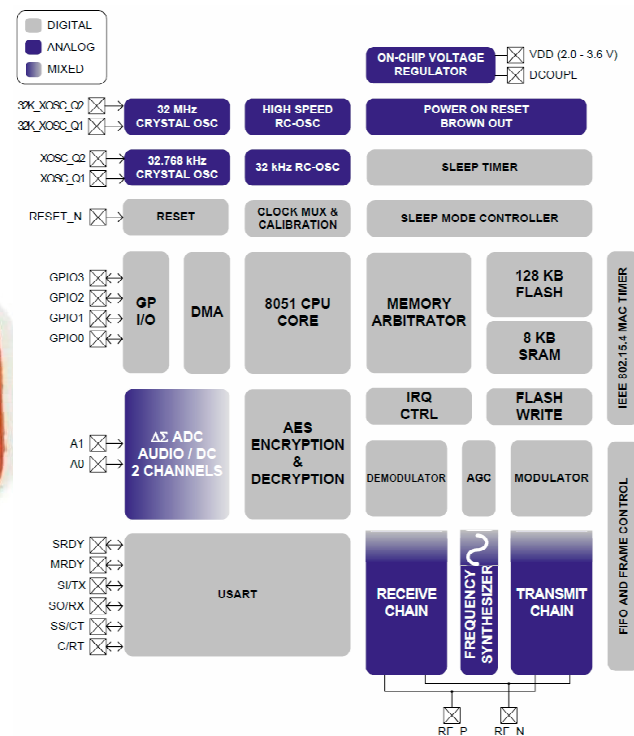 DIGITAL
ANALOG
MIXED
ON-CHIP VOLTAGE
REGULATOR
VDD (2.0 - 3.6 V)
DCOUPL
32K_XOSC_Q2
32K_XOSC_Q1
32 MHz
CRYSTAL OSC
HIGH SPEED
RC-OSC
POWER ON RESET
BROWN OUT
XOSC_Q2
XOSC_Q1
32.768 kHz
CRYSTAL OSC
32 kHz RC-OSC
SLEEP TIMER
RESET_N
RESET
CLOCK MUX &
CALIBRATION
SLEEP MODE CONTROLLER
GPIO3
GPIO2
GPIO1
GPIO0
GP
I/O
DMA
8051 CPU
CORE
MEMORY
ARBITRATOR
128 KB
FLASH
8 KB
SRAM
IEEE 802.15.4 MAC TIMER
IRQ
CTRL
FLASH
WRITE
A1
A0
ΔΣ ADC
AUDIO / DC
2 CHANNELS
AES
ENCRYPTION
&
DECRYPTION
DEMODULATOR
AGC
MODULATOR
FIFO AND FRAME CONTROL
SRDY
MRDY
SI/TX
SO/RX
SS/CT
C/RT
USART
RECEIVE
CHAIN
FREQUENCY
SYNTHESIZER
TRANSMIT
CHAIN
RF_P
RF_N